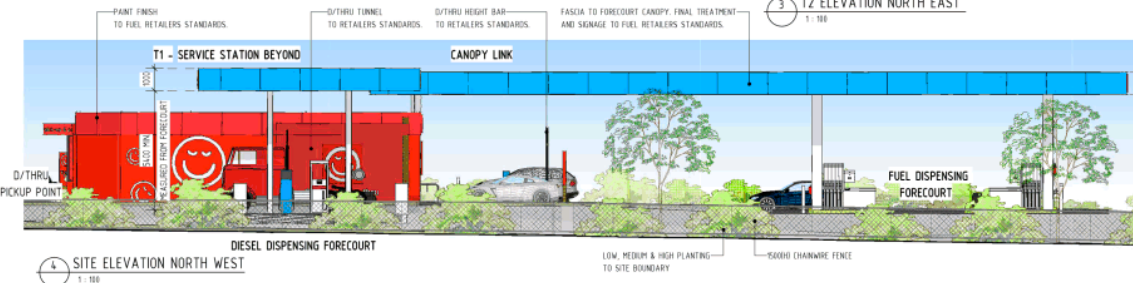 PAINT FINISH
TO FUEL RETAILERS STANDARDS.
D/THRU TUNNEL
TO RETAILERS STANDARDS.
D/THRU HEIGHT BAR
TO RETAILERS STANDARDS.
FASCIA TO FORECOURT CANOPY. FINAL TREATMENT
AND SIGNAGE TO FUEL RETAILERS STANDARDS.
3
T2 ELEVATION NORTH EAST
1 : 100
T1 - SERVICE STATION BEYOND
CANOPY LINK
1000
5400 MIN
MEASURED FROM FORECOURT
D/THRU
PICKUP POINT
FUEL DISPENSING
FORECOURT
DIESEL DISPENSING FORECOURT
4
SITE ELEVATION NORTH WEST
1 : 100
LOW, MEDIUM & HIGH PLANTING
TO SITE BOUNDARY
1500(H) CHAINWIRE FENCE